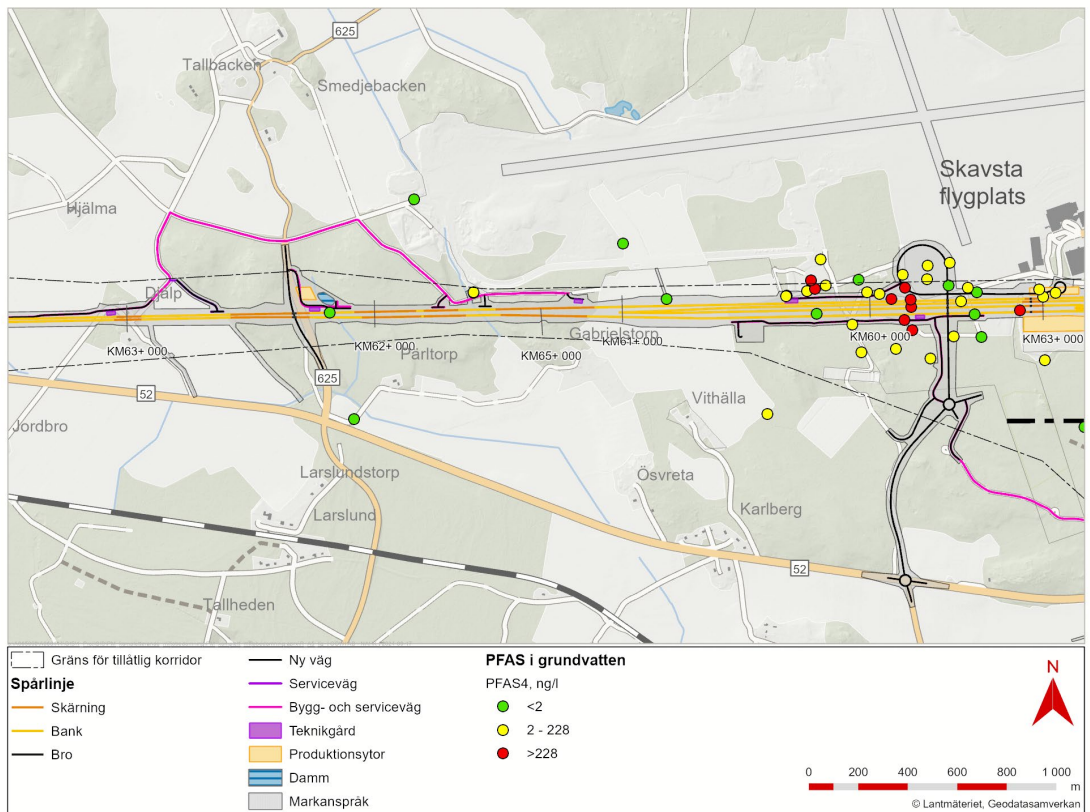 625
Tallbacken
Smedjebacken
Skavsta
flygplats
Hjälma
Djalp
Gabrielstorp
KM63+ 000
KM62+ 000
Parltorp
KM65+ 000
KM61+ 000
KM60+ 000
KM63+ 000
625
52
Vithälla
Jordbro
Larslundstorp
Ösvreta
Larslund
Karlberg
52
Tallheden
Gräns för tillåtlig korridor
Spårlinje
Skärning
Bank
Bro
Ny väg
Serviceväg
Bygg- och serviceväg
Teknikgård
Produktionsytor
Damm
Markanspråk
PFAS i grundvatten
PFAS4, ng/l
<2
2 - 228
>228
N
0 200 400 600 800 1 000
m
© Lantmäteriet, Geodatasamverkan